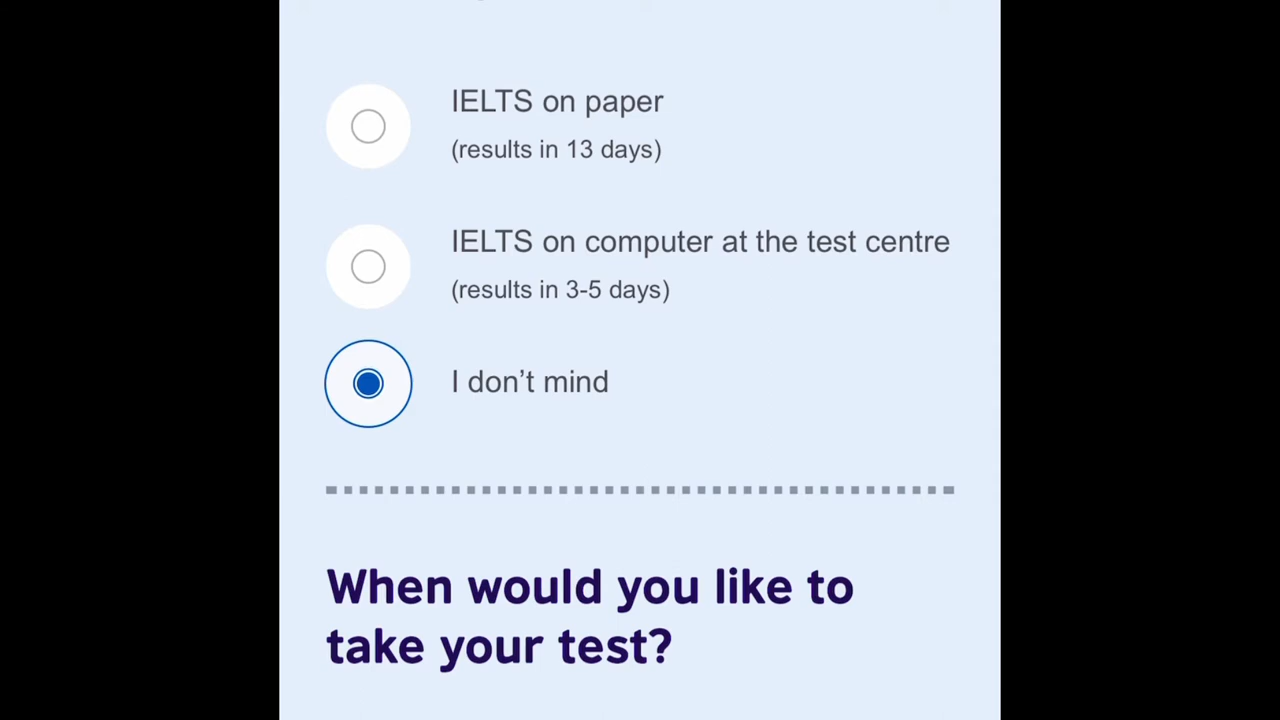 IELTS on paper
(results in 13 days)
IELTS on computer at the test centre
(results in 3-5 days)
I don’t mind
When would you like to
take your test?